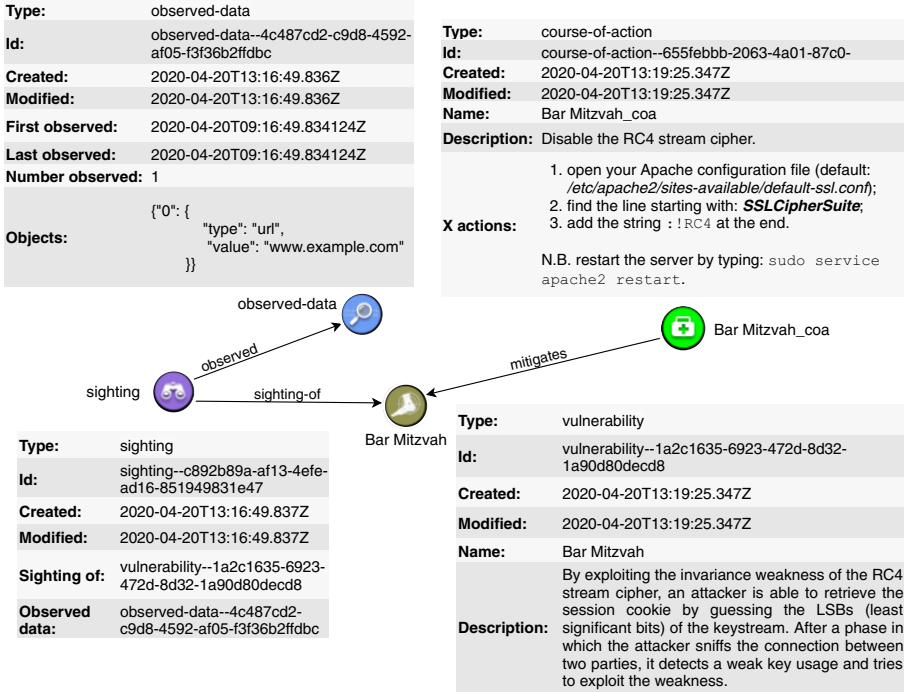 Type: observed-data
Id: observed-data--4c487cd2-c9d8-4592-
af05-f3f36b2ffdbc
Created: 2020-04-20T13:16:49.836Z
Modified: 2020-04-20T13:16:49.836Z
First observed: 2020-04-20T09:16:49.834124Z
Last observed: 2020-04-20T09:16:49.834124Z
Number observed: 1
Objects: {"0": {
"type": "url",
"value": "www.example.com"
}}
Type: course-of-action
Id: course-of-action--655febbb-2063-4a01-87c0-
Created: 2020-04-20T13:19:25.347Z
Modified: 2020-04-20T13:19:25.347Z
Name: Bar Mitzvah_coa
Description: Disable the RC4 stream cipher.
X actions: 1. open your Apache configuration file (default:
/etc/apache2/sites-available/default-ssl.conf);
2. find the line starting with: SSLCipherSuite;
3. add the string :!RC4 at the end.
N.B. restart the server by typing: sudo service
apache2 restart.
observed-data
observed
sighting
sighting-of
mitigates
Bar Mitzvah_coa
Bar Mitzvah
Type: sighting
Id: sighting--c892b89a-af13-4efe-
ad16-851949831e47
Created: 2020-04-20T13:16:49.837Z
Modified: 2020-04-20T13:16:49.837Z
Sighting of: vulnerability--1a2c1635-6923-
472d-8d32-1a90d80decd8
Observed data: observed-data--4c487cd2-
c9d8-4592-af05-f3f36b2ffdbc
Type: vulnerability
Id: vulnerability--1a2c1635-6923-472d-8d32-
1a90d80decd8
Created: 2020-04-20T13:19:25.347Z
Modified: 2020-04-20T13:19:25.347Z
Name: Bar Mitzvah
Description: By exploiting the invariance weakness of the RC4
stream cipher, an attacker is able to retrieve the
session cookie by guessing the LSBs (least
significant bits) of the keystream. After a phase in
which the attacker sniffs the connection between
two parties, it detects a weak key usage and tries
to exploit the weakness.